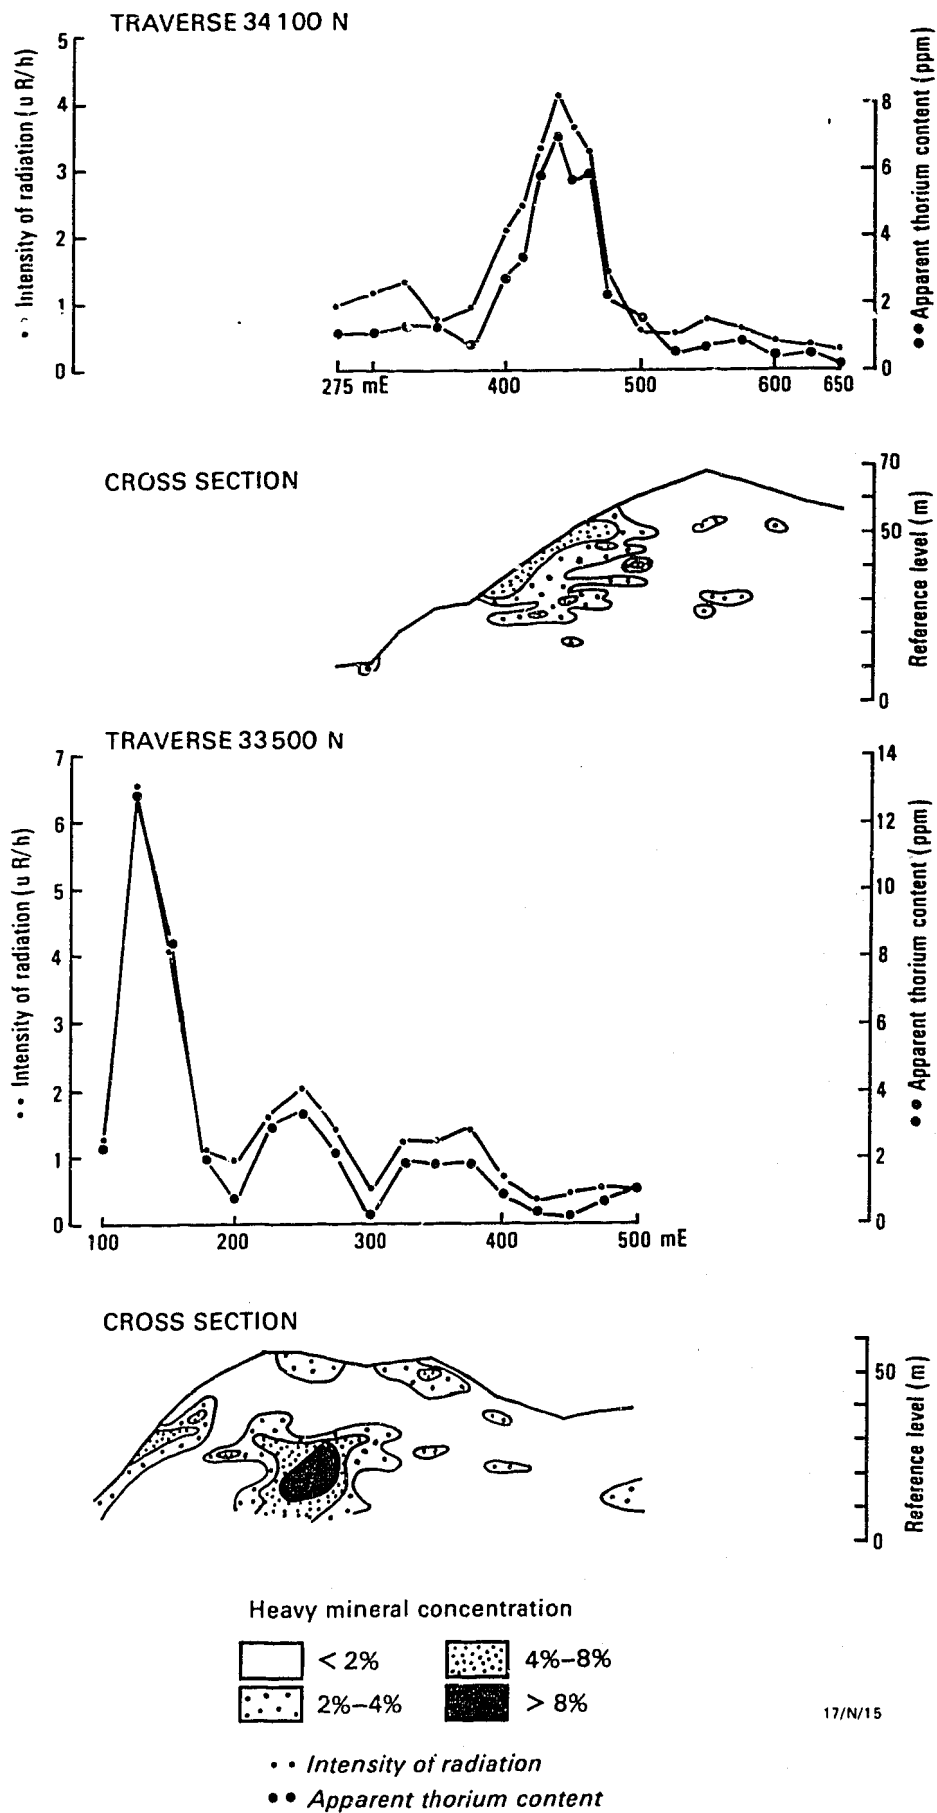 TRAVERSE 34100 N
Intensity of radiation (u R/h)
5
4
3
2
1
0
Apparent thorium content (ppm)
8
6
4
2
0
275 mE
400
500
600
650
CROSS SECTION
Reference level (m)
70
50
0
TRAVERSE 33500 N
Intensity of radiation (u R/h)
7
6
5
4
3
2
1
0
Apparent thorium content (ppm)
14
12
10
8
6
4
2
0
100
200
300
400
500 mE
CROSS SECTION
Reference level (m)
50
0
Heavy mineral concentration
< 2%
4%–8%
2%–4%
> 8%
17/N/15
Intensity of radiation
Apparent thorium content